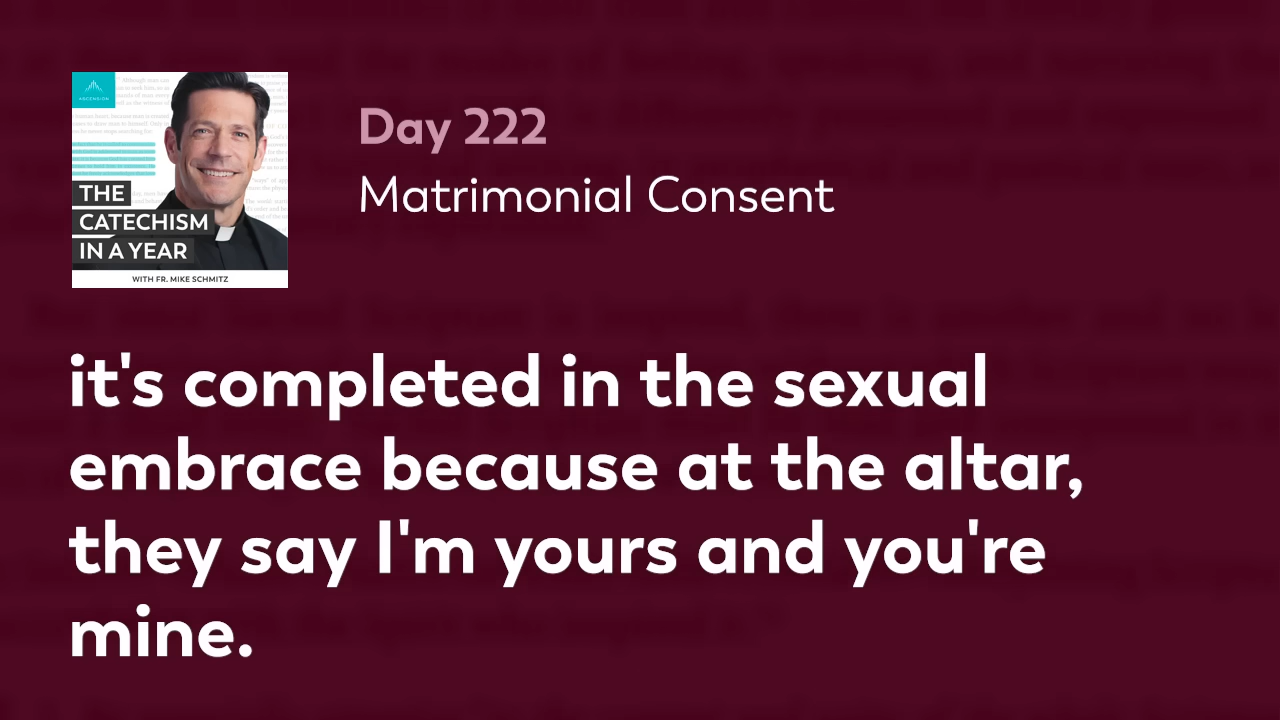 ASCENSION
THE
CATECHISM
IN A YEAR
WITH FR. MIKE SCHMITZ
Day 222
Matrimonial Consent
it's completed in the sexual
embrace because at the altar,
they say I'm yours and you're
mine.